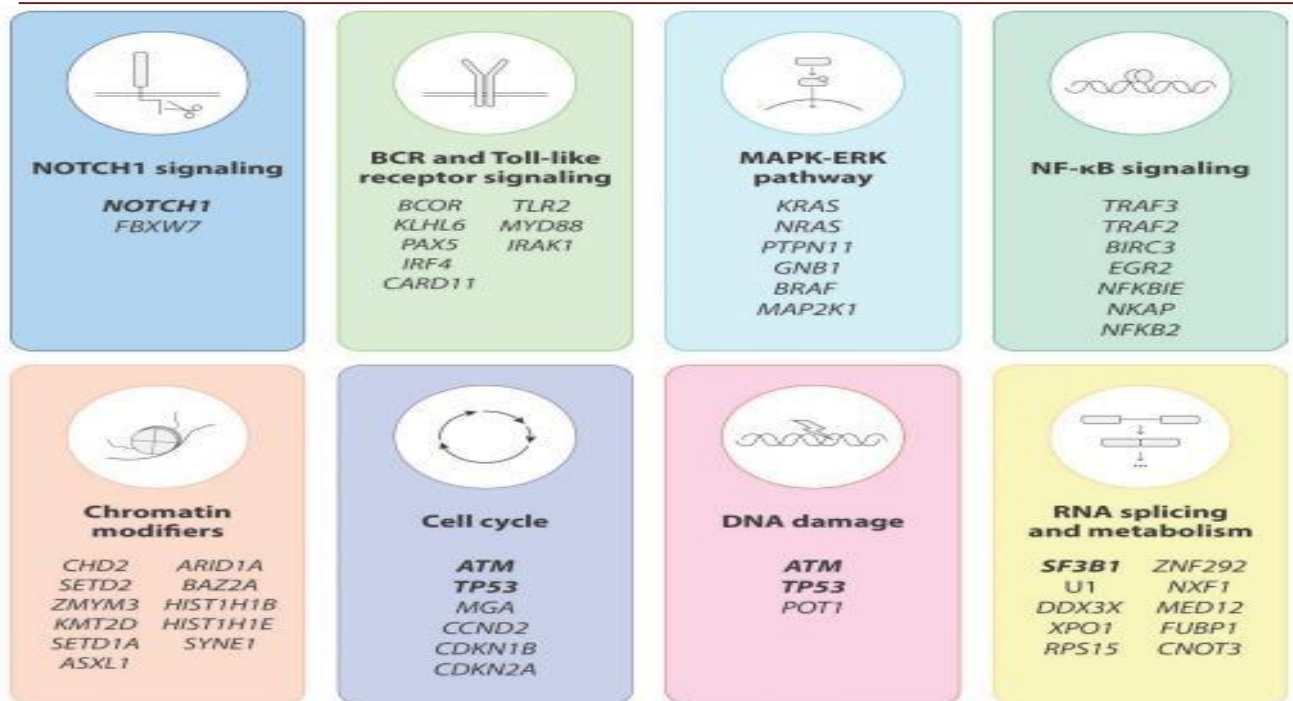 NOTCH1 signaling
NOTCH1
FBXW7
BCR and Toll-like
receptor signaling
BCOR TLR2
KLHL6 MYD88
PAX5 IRAK1
IRF4
CARD11
MAPK-ERK
pathway
KRAS
NRAS
PTPN11
GNB1
BRAF
MAP2K1
NF-κB signaling
TRAF3
TRAF2
BIRC3
EGR2
NFKBIE
NKAP
NFKB2
Chromatin
modifiers
CHD2 ARID1A
SETD2 BAZ2A
ZMYM3 HIST1H1B
KMT2D HIST1H1E
SETD1A SYNE1
ASXL1
Cell cycle
ATM
TP53
MGA
CCND2
CDKN1B
CDKN2A
DNA damage
ATM
TP53
POT1
...
RNA splicing
and metabolism
SF3B1 ZNF292
U1 NXF1
DDX3X MED12
XPO1 FUBP1
RPS15 CNOT3